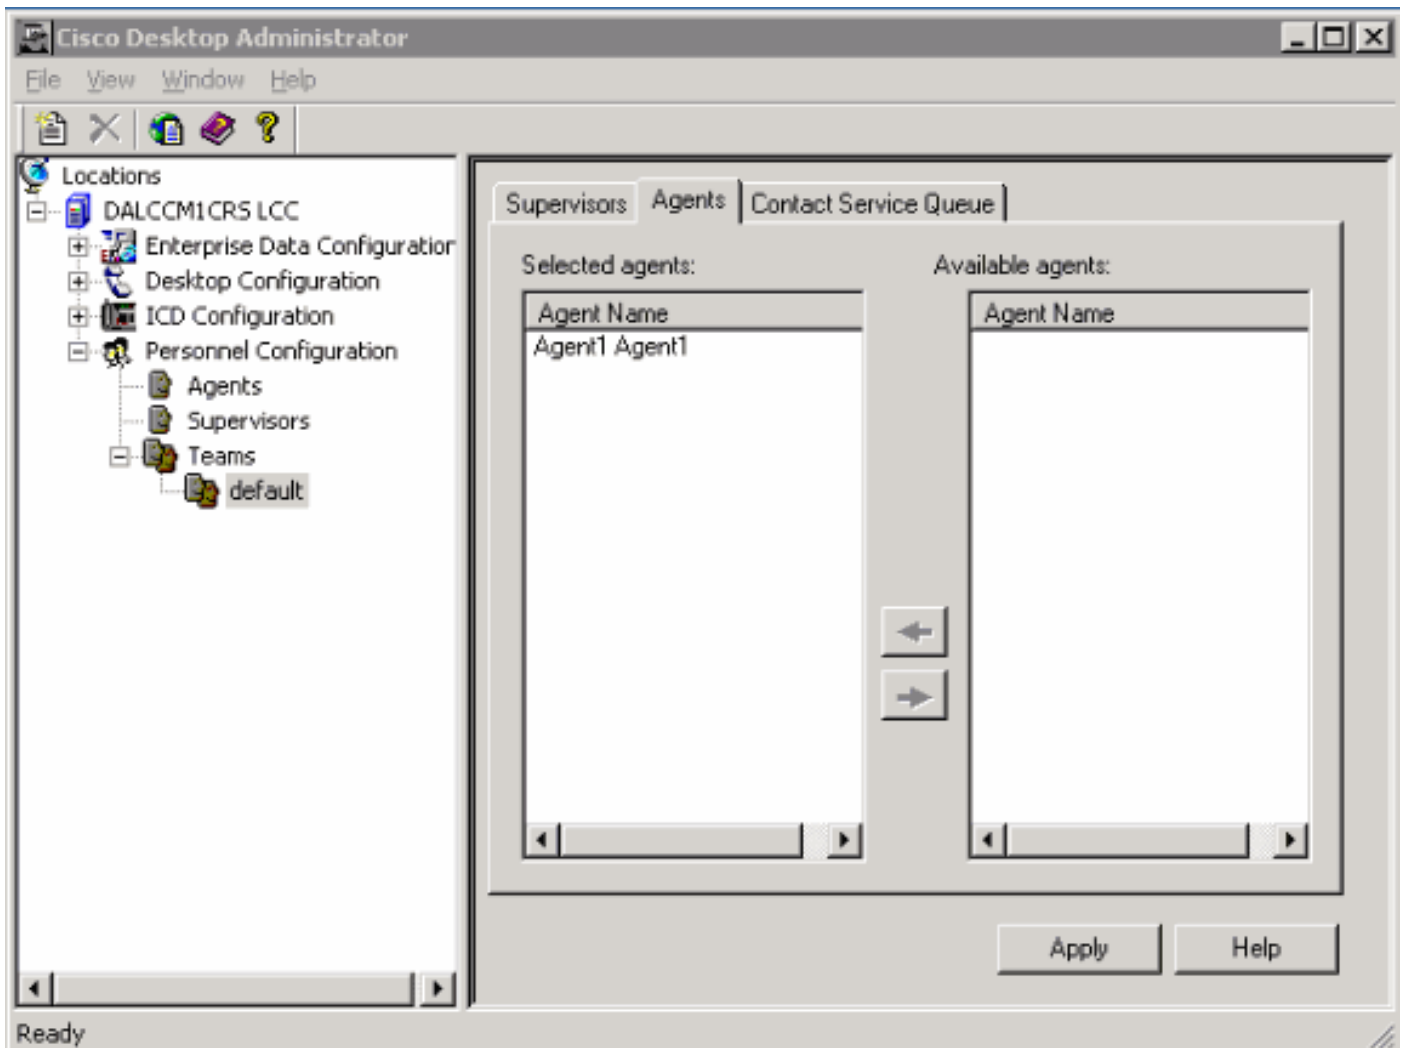 Cisco Desktop Administrator
File View Window Help
Locations
DALCCM1CRS LCC
Enterprise Data Configuration
Desktop Configuration
ICD Configuration
Personnel Configuration
Agents
Supervisors
Teams
default
Supervisors Agents Contact Service Queue
Selected agents: Available agents:
Agent Name Agent Name
Agent1 Agent1
Apply Help
Ready